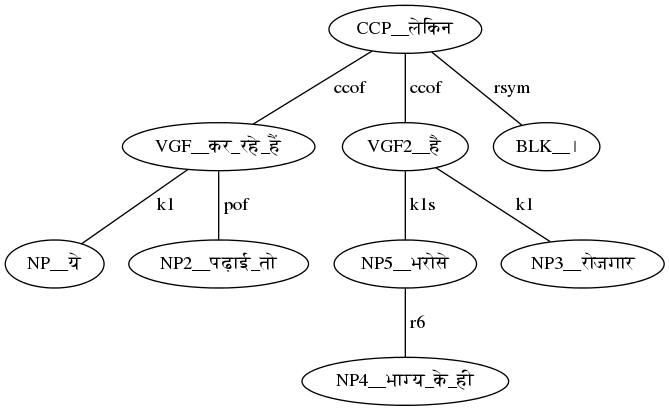 CCP__लेकिन
ccof ccof rsym
VGF__कर_रहे_हैं VGF2__है BLK__।
k1 pof k1s k1
NP__ये NP2__पढ़ाई_तो NP5__भरोसे NP3__रोजगार
r6
NP4__भाग्य_के_ही